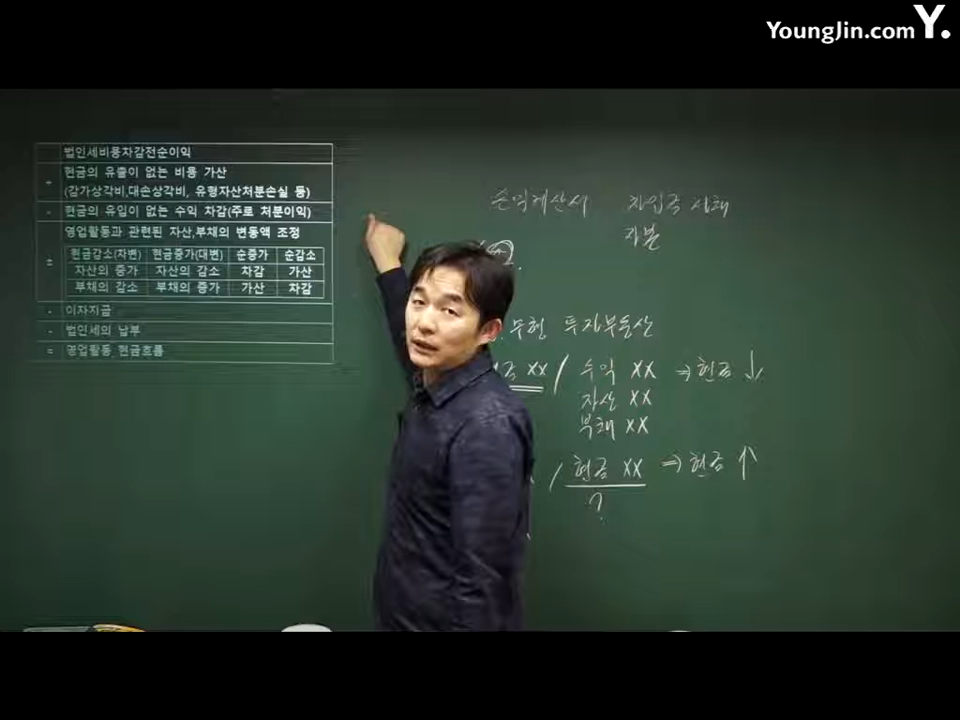 YoungJin.com Y.
법인세비용차감전순이익
+ 현금의 유출이 없는 비용 가산
(감가상각비,대손상각비, 유형자산처분손실 등)
- 현금의 유입이 없는 수익 차감(주로 처분이익)
영업활동과 관련된 자산,부채의 변동액 조정
± 현금감소(차변) 현금증가(대변) 순증가 순감소
자산의 증가 자산의 감소 차감 가산
부채의 감소 부채의 증가 가산 차감
- 이자지급
- 법인세의 납부
= 영업활동 현금흐름
손익계산서 차입금 사채
자본
투자부동산
XX / 수익 XX ⇒ 현금 ↓
자산 XX
부채 XX
/ 현금 XX ⇒ 현금 ↑
?